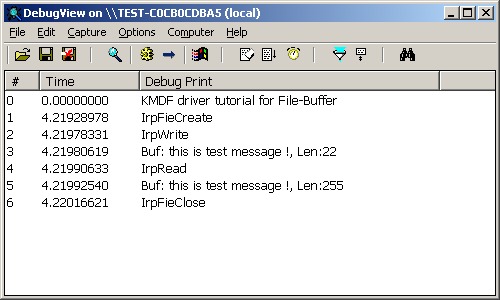 DebugView on \\TEST-C0CB0CDBA5 (local)
File Edit Capture Options Computer Help
# Time Debug Print
0 0.00000000 KMDF driver tutorial for File-Buffer
1 4.21928978 IrpFieCreate
2 4.21978331 IrpWrite
3 4.21980619 Buf: this is test message !, Len:22
4 4.21990633 IrpRead
5 4.21992540 Buf: this is test message !, Len:255
6 4.22016621 IrpFieClose